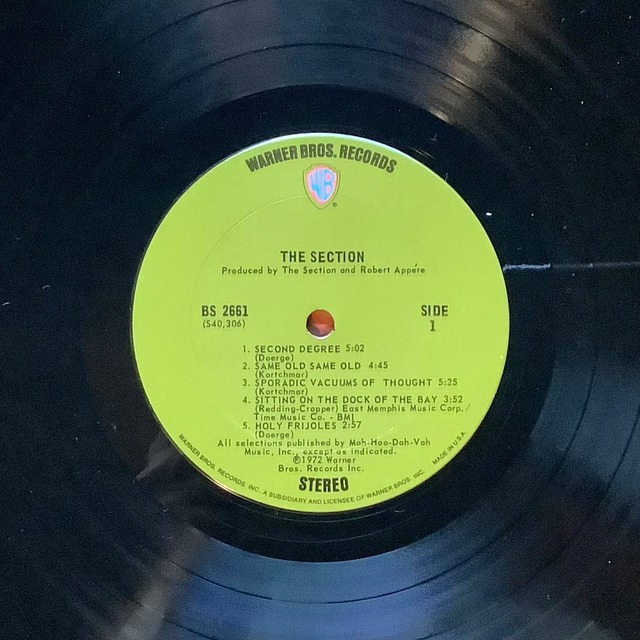 WARNER BROS. RECORDS
WB
®
THE SECTION
Produced by The Section and Robert Appére
BS 2661
(S40,306)
SIDE
1
1. SECOND DEGREE 5:02
(Doerge)
2. SAME OLD SAME OLD 4:45
(Kortchmar)
3. SPORADIC VACUUMS OF THOUGHT 5:25
(Kortchmar)
4. SITTING ON THE DOCK OF THE BAY 3:52
(Redding-Cropper) East Memphis Music Corp./
Time Music Co. - BMI
5. HOLY FRIJOLES 2:57
(Doerge)
All selections published by Mah-Hoo-Dah-Vah
Music, Inc., except as indicated.
℗1972 Warner
Bros. Records Inc.
STEREO
WARNER BROS. RECORDS INC. A SUBSIDIARY AND LICENSEE OF WARNER BROS. INC. MADE IN U.S.A.